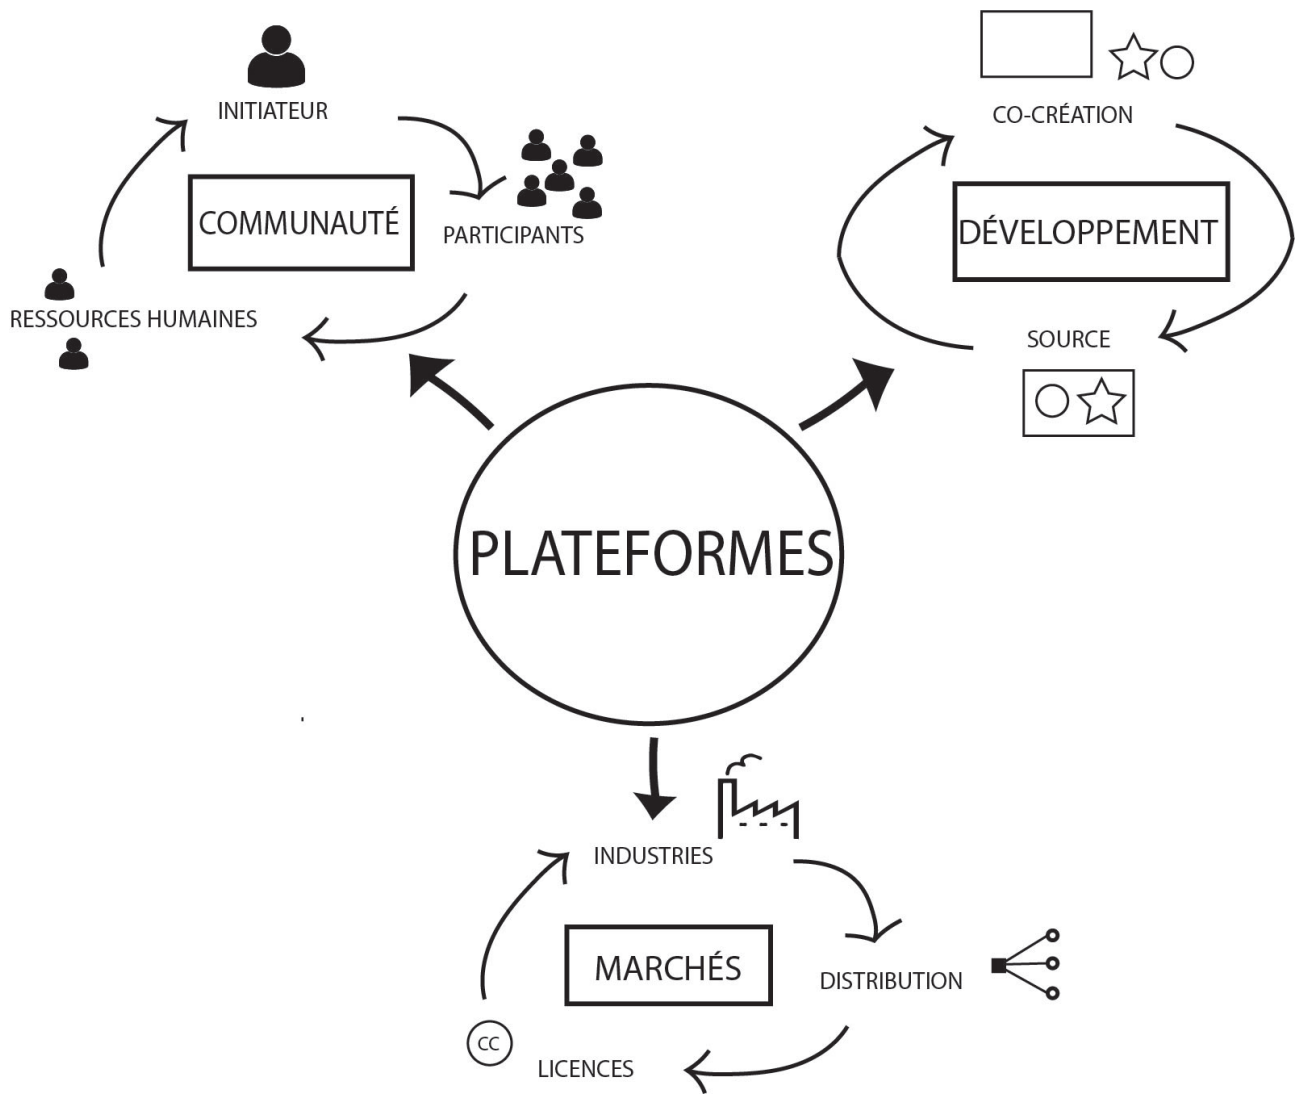 INITIATEUR
COMMUNAUTÉ
PARTICIPANTS
RESSOURCES HUMAINES
CO-CRÉATION
DÉVELOPPEMENT
SOURCE
PLATEFORMES
INDUSTRIES
MARCHÉS
DISTRIBUTION
CC
LICENCES